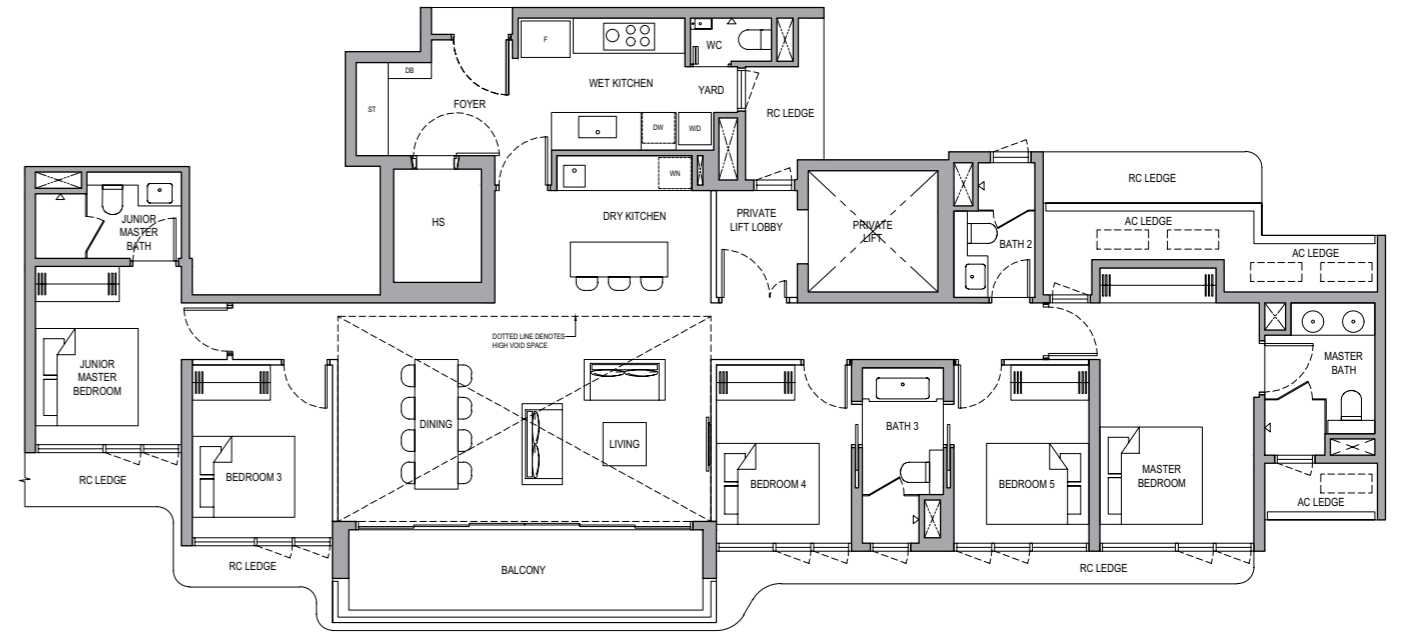 F
WC
DB
WET KITCHEN
YARD
ST
FOYER
RC LEDGE
DW
W/D
WN
RC LEDGE
JUNIOR
MASTER
BATH
HS
DRY KITCHEN
PRIVATE
LIFT LOBBY
PRIVATE
LIFT
BATH 2
AC LEDGE
AC LEDGE
DOTTED LINE DENOTES
HIGH VOID SPACE
JUNIOR
MASTER
BEDROOM
MASTER
BATH
DINING
LIVING
BATH 3
RC LEDGE
BEDROOM 3
BEDROOM 4
BEDROOM 5
MASTER
BEDROOM
AC LEDGE
RC LEDGE
BALCONY
RC LEDGE